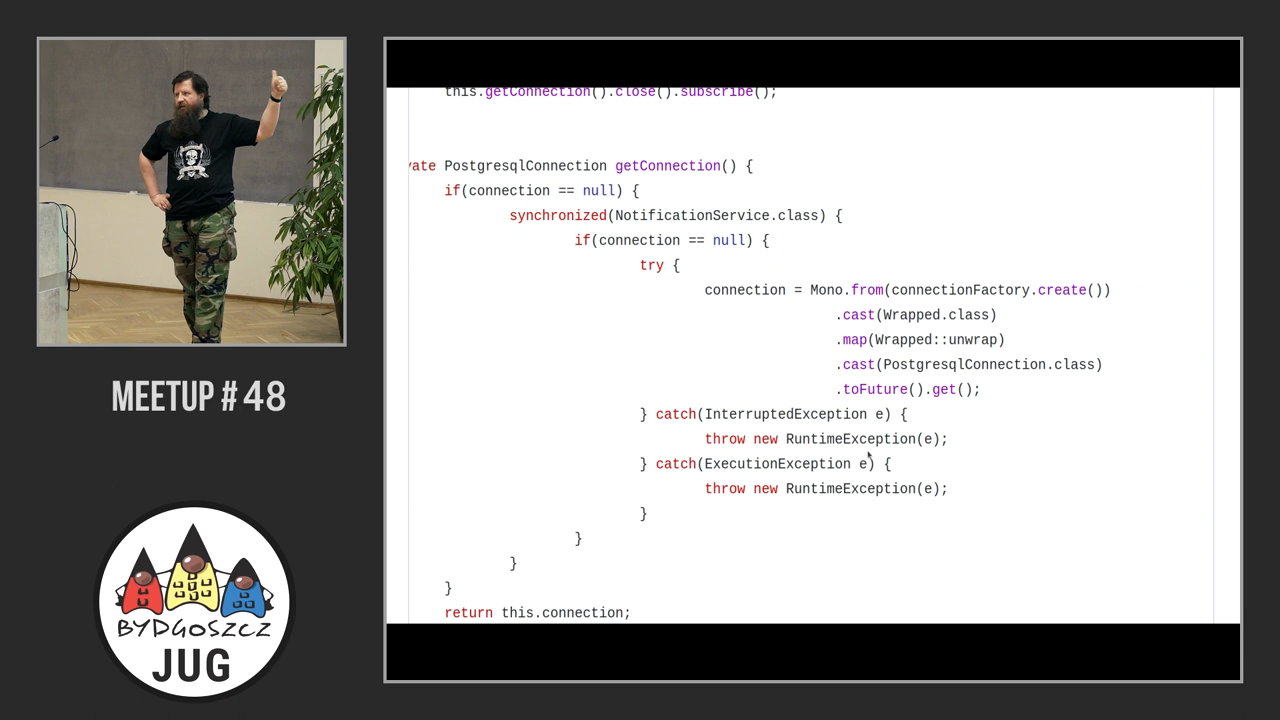 MEETUP # 48
BYDGOSZCZ
JUG
this.getConnection().close().subscribe();
vate PostgresqlConnection getConnection() {
if(connection == null) {
synchronized(NotificationService.class) {
if(connection == null) {
try {
connection = Mono.from(connectionFactory.create())
.cast(Wrapped.class)
.map(Wrapped::unwrap)
.cast(PostgresqlConnection.class)
.toFuture().get();
} catch(InterruptedException e) {
throw new RuntimeException(e);
} catch(ExecutionException e) {
throw new RuntimeException(e);
}
}
}
}
return this.connection;